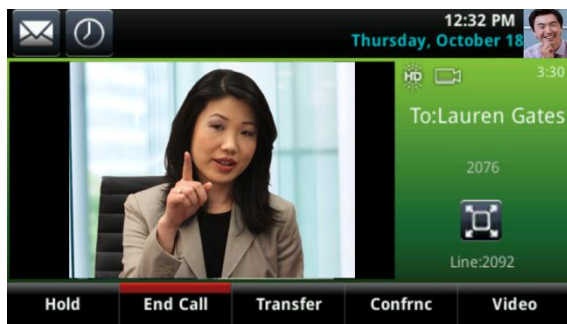 12:32 PM
Thursday, October 18
HD
3:30
To:Lauren Gates
2076
Line:2092
Hold
End Call
Transfer
Confrnc
Video